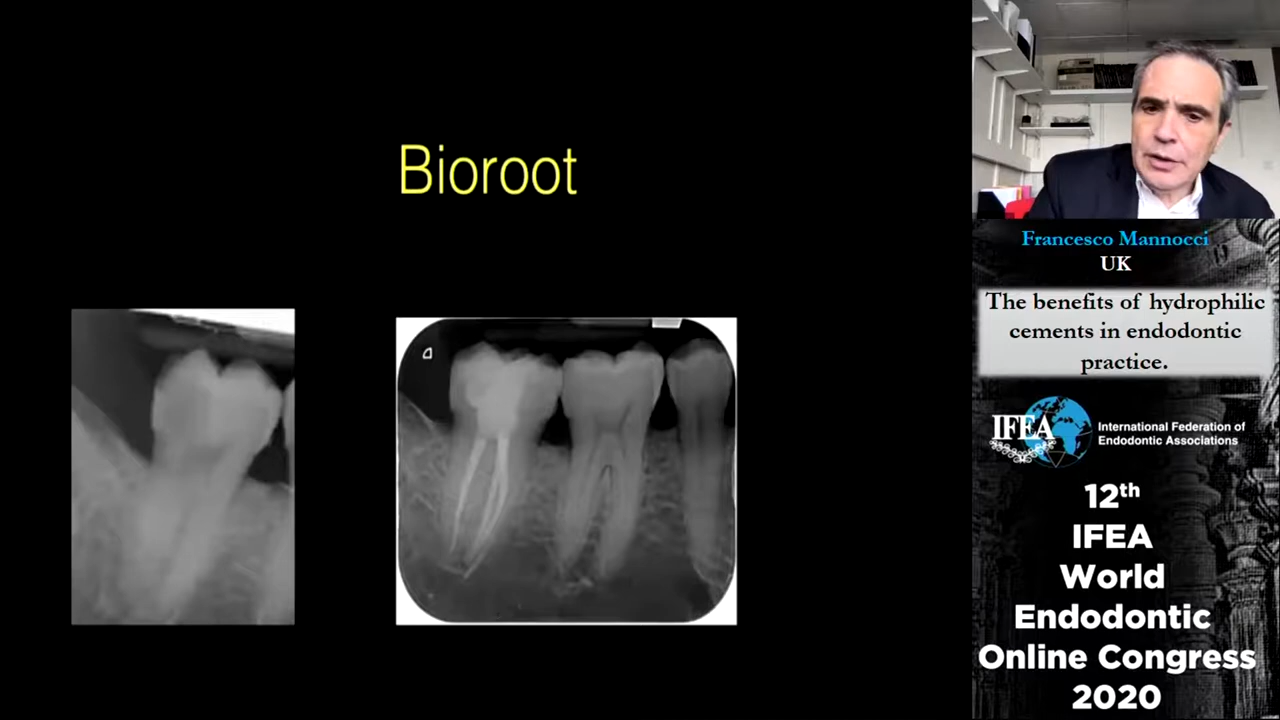 Bioroot
Francesco Mannocci
UK
The benefits of hydrophilic
cements in endodontic
practice.
IFEA
International Federation of
Endodontic Associations
12th
IFEA
World
Endodontic
Online Congress
2020